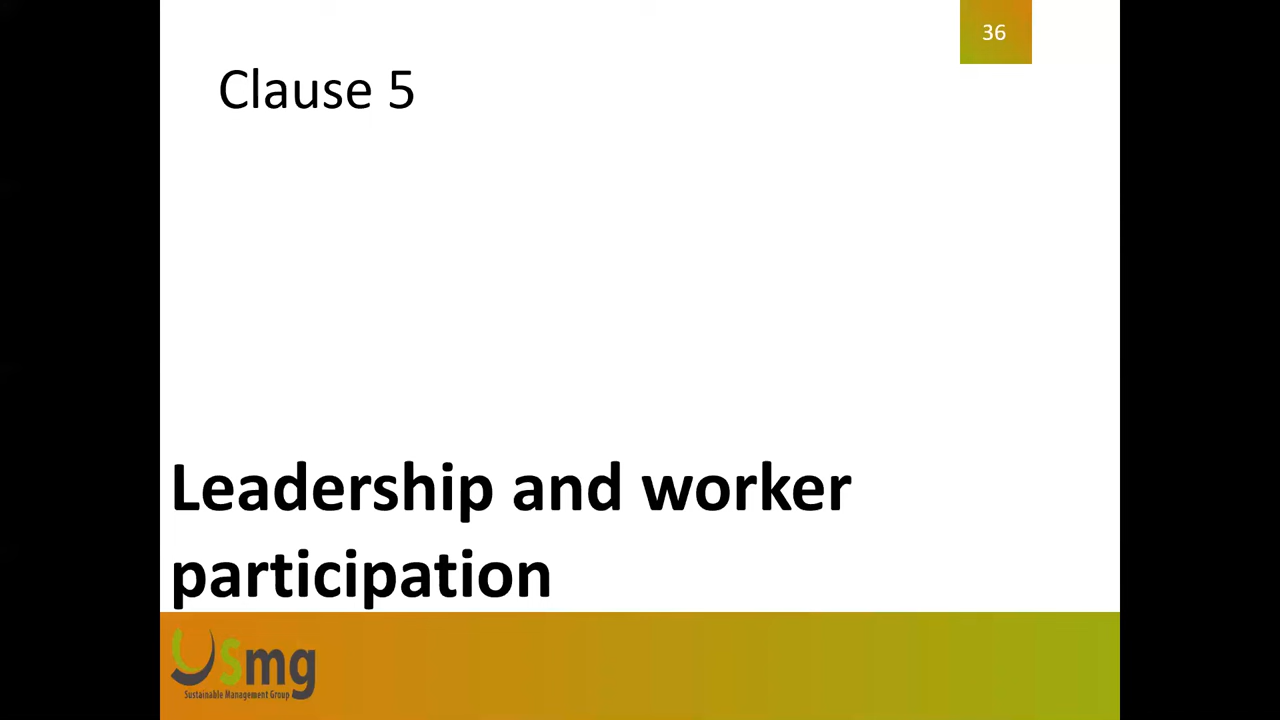 36
Clause 5
Leadership and worker
participation
Smg
Sustainable Management Group